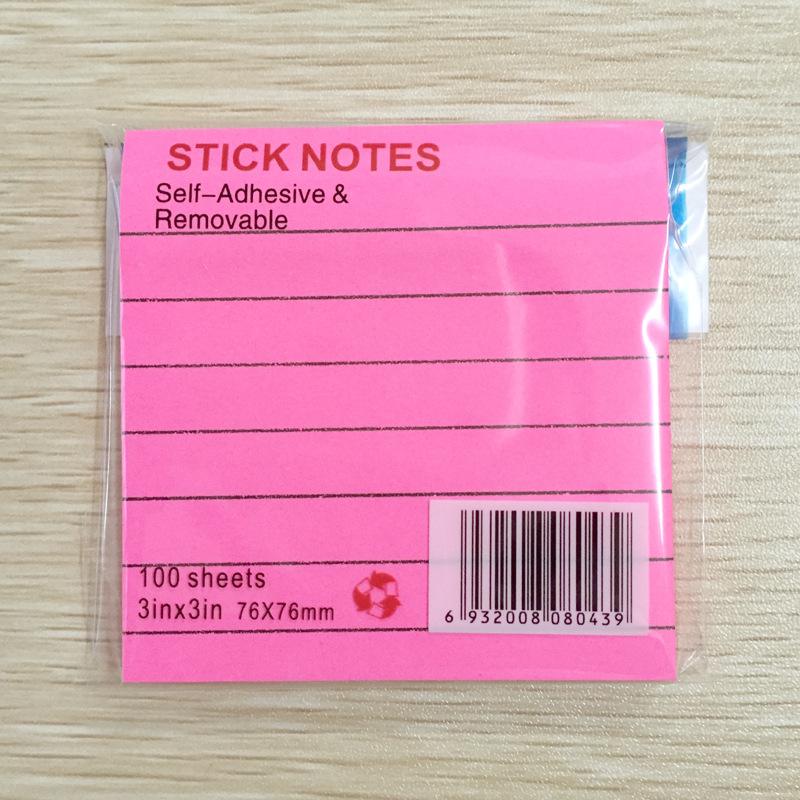 STICK NOTES
Self-Adhesive &
Removable
100 sheets
3inx3in 76X76mm
6 932008 080439